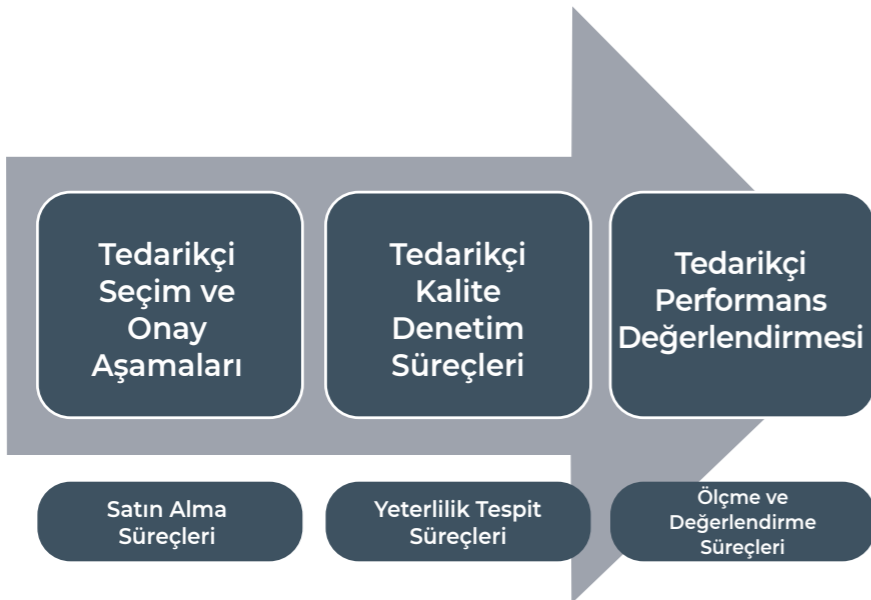 Tedarikçi
Seçim ve
Onay
Aşamaları
Tedarikçi
Kalite
Denetim
Süreçleri
Tedarikçi
Performans
Değerlendirmesi
Satın Alma
Süreçleri
Yeterlilik Tespit
Süreçleri
Ölçme ve
Değerlendirme
Süreçleri